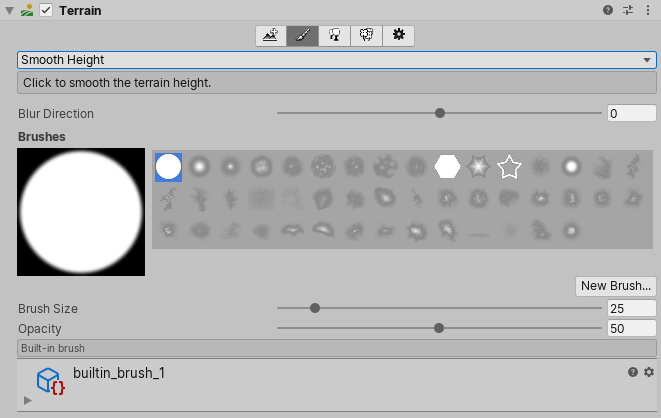 Terrain
Smooth Height
Click to smooth the terrain height.
Blur Direction 0
Brushes
New Brush...
Brush Size 25
Opacity 50
Built-in brush
builtin_brush_1